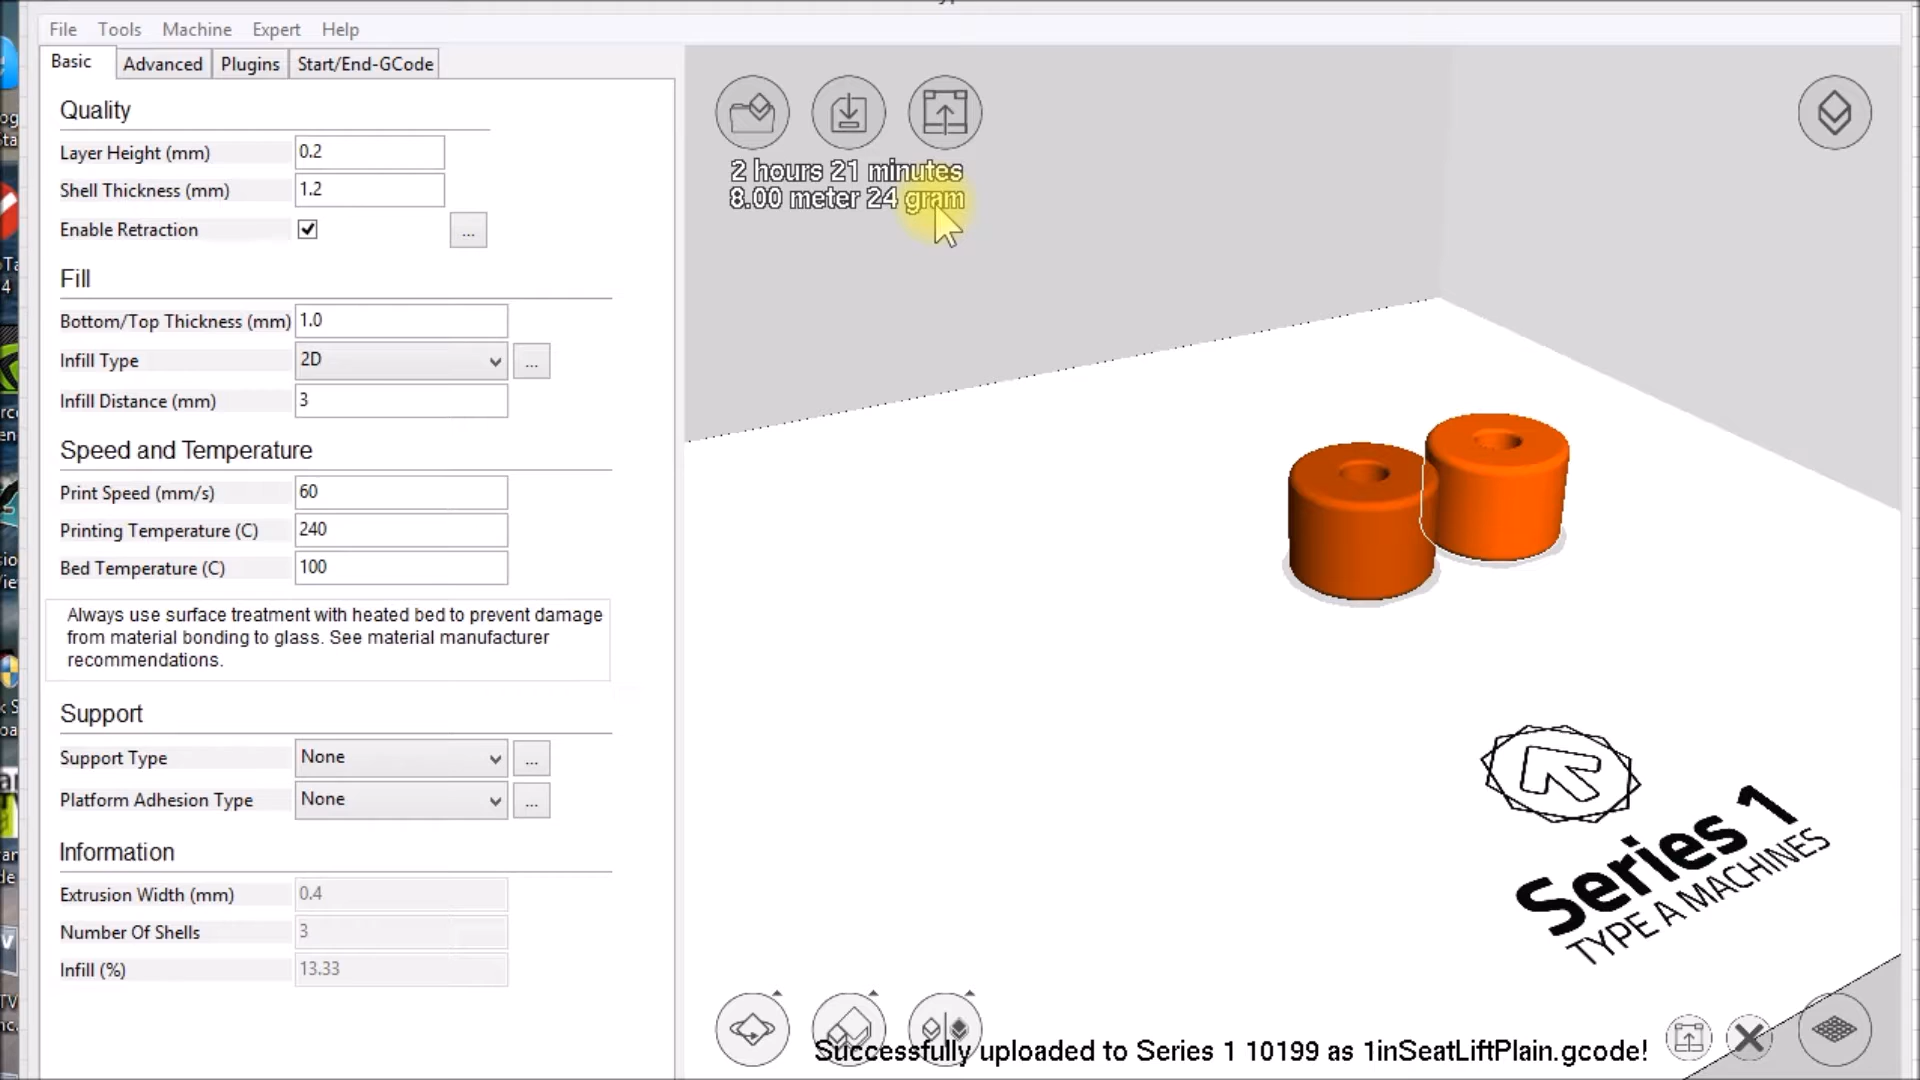 File Tools Machine Expert Help
Basic Advanced Plugins Start/End-GCode
Quality
Layer Height (mm) 0.2
Shell Thickness (mm) 1.2
Enable Retraction ...
Fill
Bottom/Top Thickness (mm) 1.0
Infill Type 2D ...
Infill Distance (mm) 3
Speed and Temperature
Print Speed (mm/s) 60
Printing Temperature (C) 240
Bed Temperature (C) 100
Always use surface treatment with heated bed to prevent damage
from material bonding to glass. See material manufacturer
recommendations.
Support
Support Type None ...
Platform Adhesion Type None ...
Information
Extrusion Width (mm) 0.4
Number Of Shells 3
Infill (%) 13.33
2 hours 21 minutes
8.00 meter 24 gram
Series 1
TYPE A MACHINES
Successfully uploaded to Series 1 10199 as 1inSeatLiftPlain.gcode!